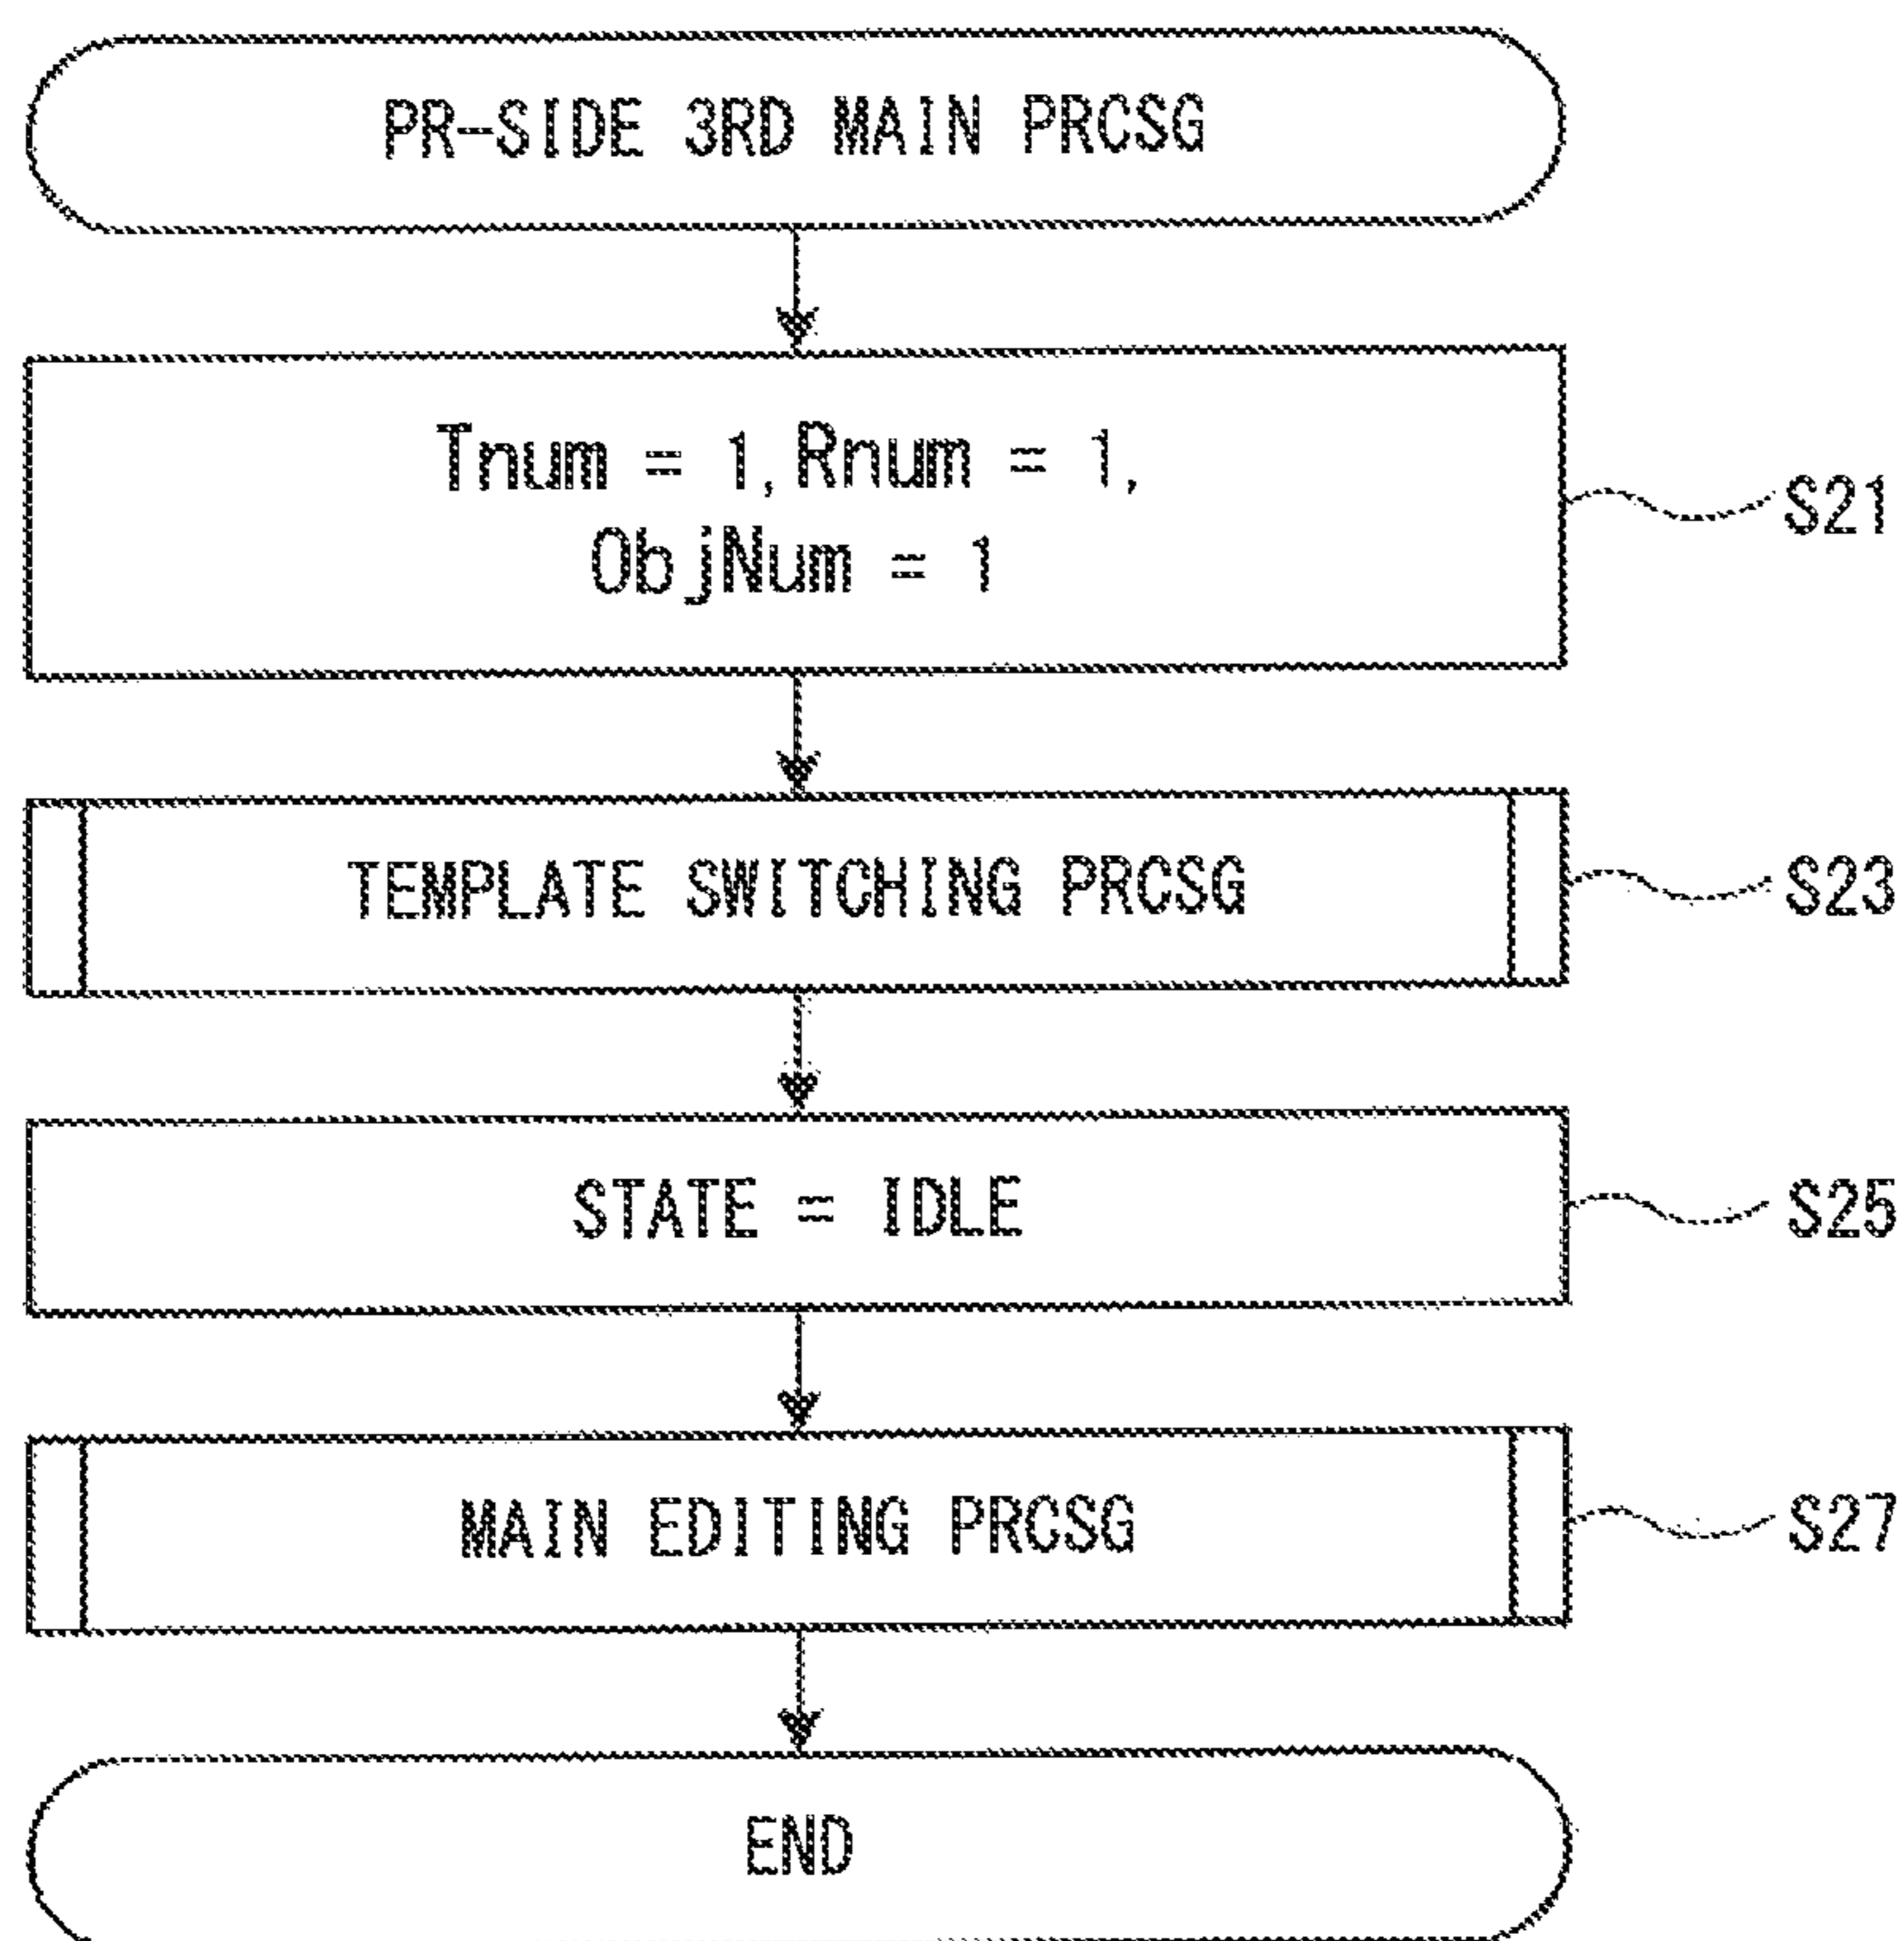 PR-SIDE 3RD MAIN PRCSG
Tnum = 1, Rnum = 1,
ObjNum = 1
S21
TEMPLATE SWITCHING PRCSG
S23
STATE = IDLE
S25
MAIN EDITING PRCSG
S27
END